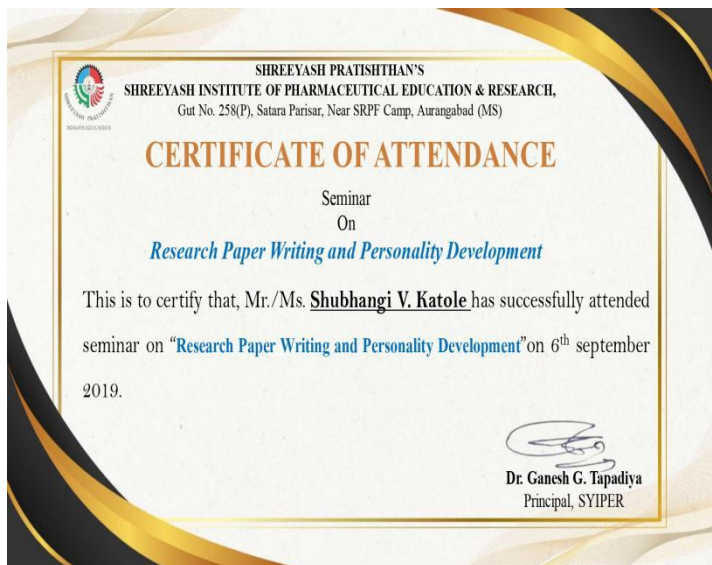 SHREEYASH PRATISHTHAN'S
SHREEYASH INSTITUTE OF PHARMACEUTICAL EDUCATION & RESEARCH,
Gut No. 258(P), Satara Parisar, Near SRPF Camp, Aurangabad (MS)
SHREEYASH PRATISHTHAN
CERTIFICATE OF ATTENDANCE
Seminar
On
Research Paper Writing and Personality Development
This is to certify that, Mr./Ms. Shubhangi V. Katole has successfully attended
seminar on “Research Paper Writing and Personality Development”on 6th september
2019.
Dr. Ganesh G. Tapadiya
Principal, SYIPER